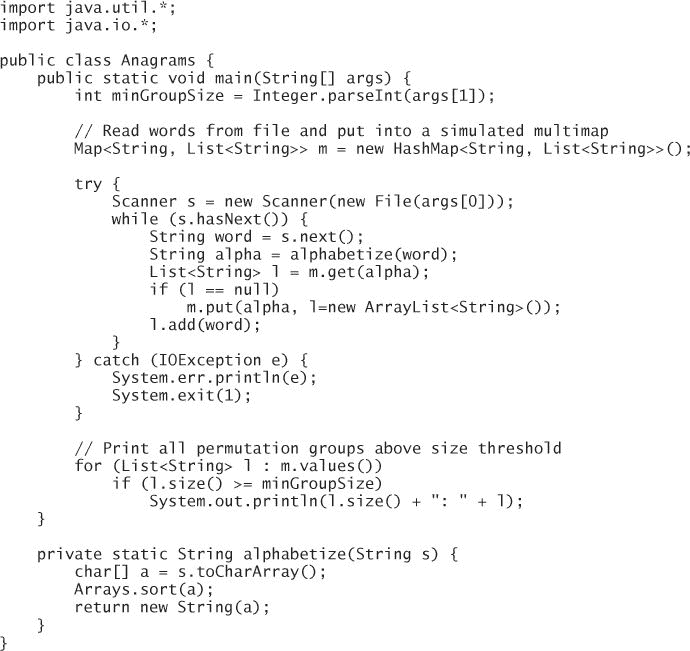 import java.util.*;
import java.io.*;

public class Anagrams {
    public static void main(String[] args) {
        int minGroupSize = Integer.parseInt(args[1]);

        // Read words from file and put into a simulated multimap
        Map<String, List<String>> m = new HashMap<String, List<String>>();

        try {
            Scanner s = new Scanner(new File(args[0]));
            while (s.hasNext()) {
                String word = s.next();
                String alpha = alphabetize(word);
                List<String> l = m.get(alpha);
                if (l == null)
                    m.put(alpha, l=new ArrayList<String>());
                l.add(word);
            }
        } catch (IOException e) {
            System.err.println(e);
            System.exit(1);
        }

        // Print all permutation groups above size threshold
        for (List<String> l : m.values())
            if (l.size() >= minGroupSize)
                System.out.println(l.size() + ": " + l);
    }

    private static String alphabetize(String s) {
        char[] a = s.toCharArray();
        Arrays.sort(a);
        return new String(a);
    }
}